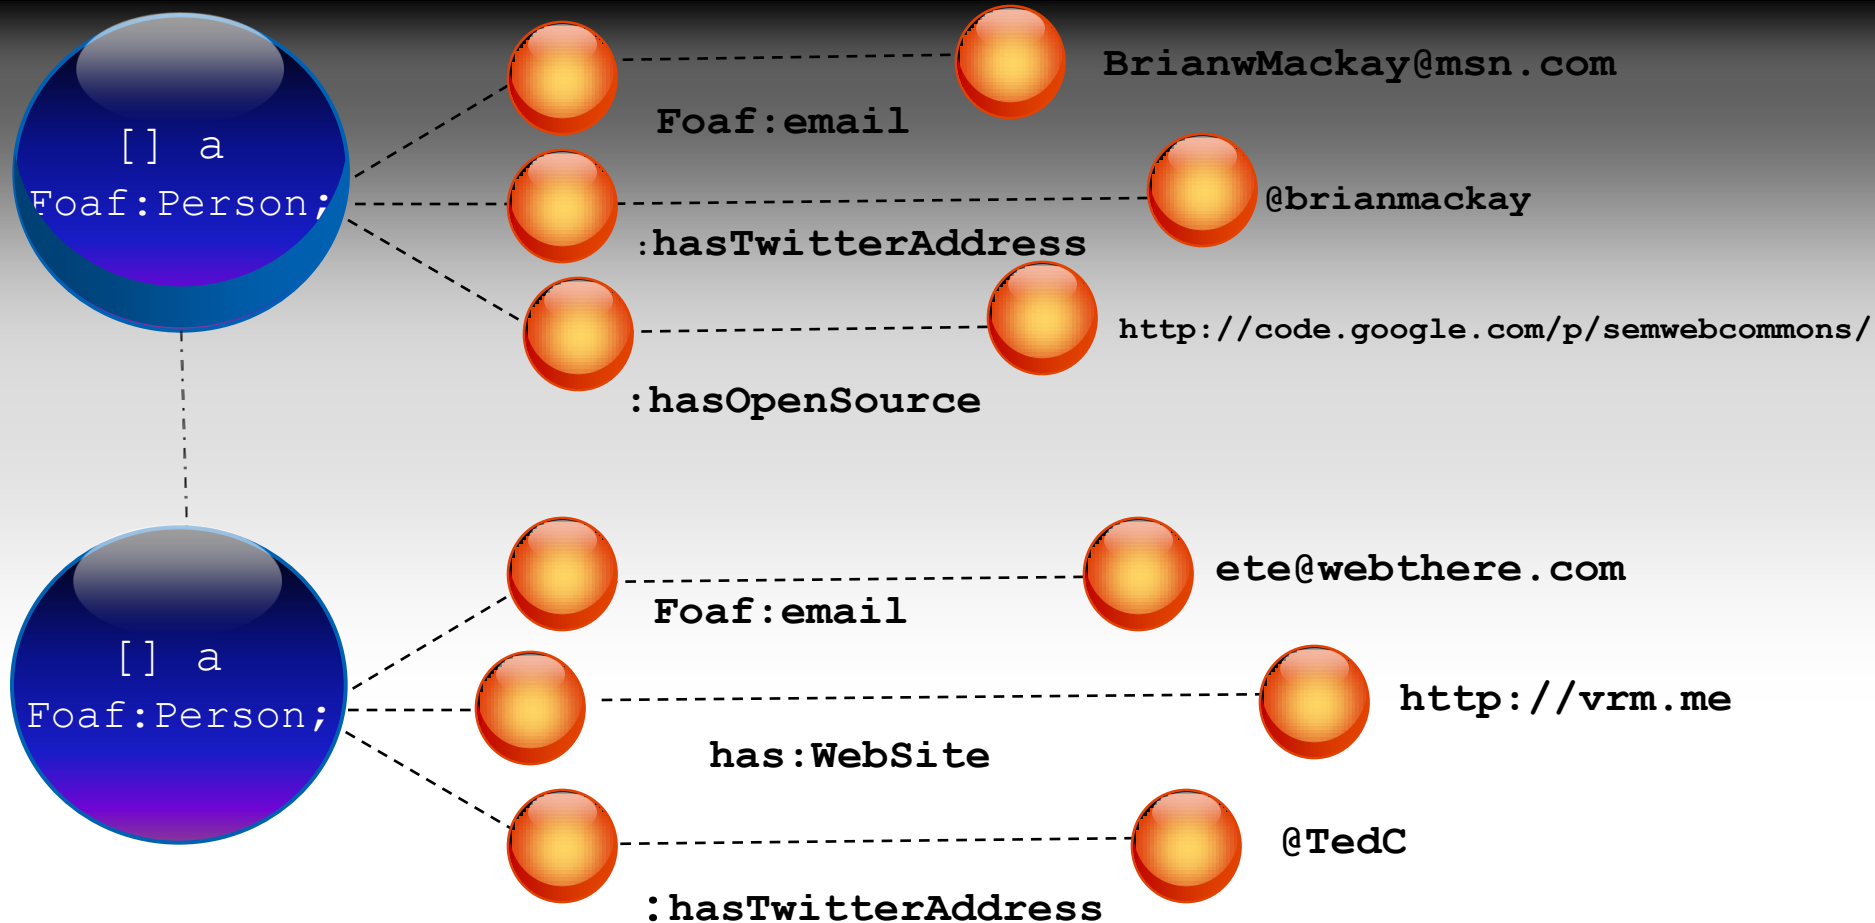 [] a
Foaf:Person;
Foaf:email
BrianwMackay@msn.com
:hasTwitterAddress
@brianmackay
:hasOpenSource
http://code.google.com/p/semwebcommons/
[] a
Foaf:Person;
Foaf:email
ete@webthere.com
has:WebSite
http://vrm.me
:hasTwitterAddress
@TedC